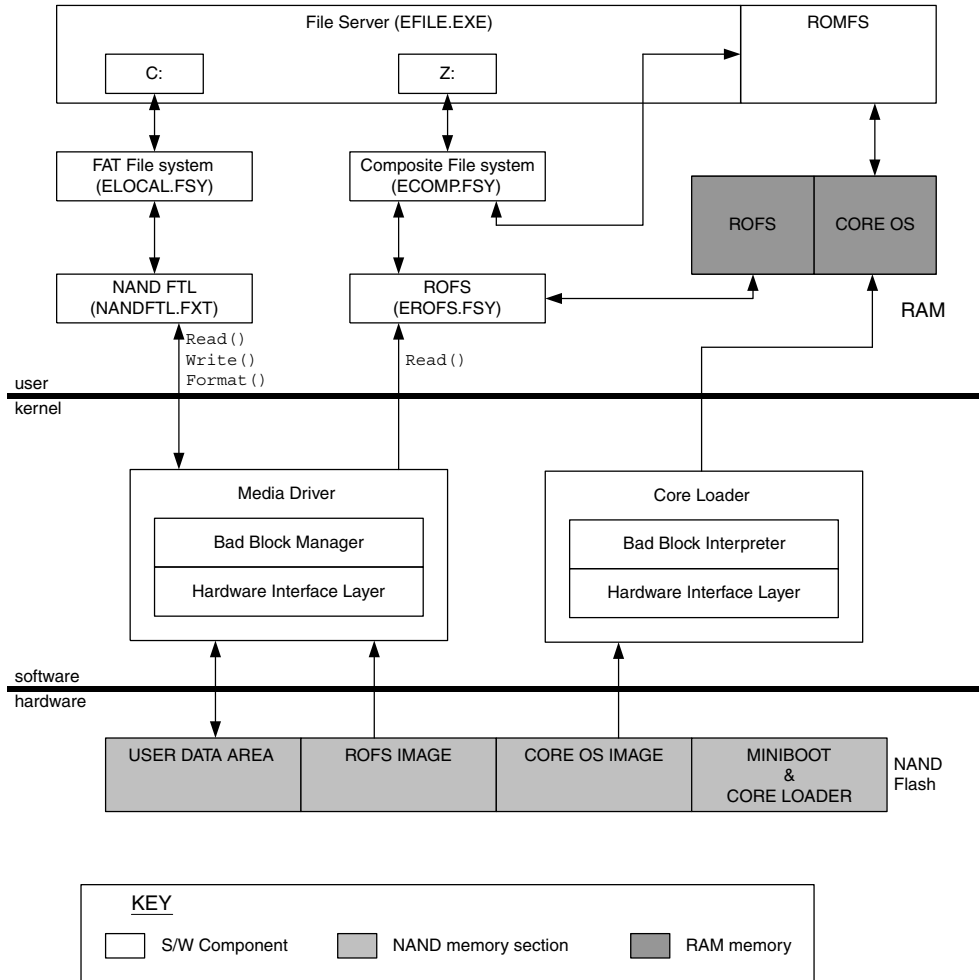 File Server (EFILE.EXE)
ROMFS
C:
Z:
FAT File system
(ELOCAL.FSY)
Composite File system
(ECOMP.FSY)
ROFS
CORE OS
NAND FTL
(NANDFTL.FXT)
ROFS
(EROFS.FSY)
RAM
Read()
Write()
Format()
Read()
user
kernel
Media Driver
Bad Block Manager
Hardware Interface Layer
Core Loader
Bad Block Interpreter
Hardware Interface Layer
software
hardware
USER DATA AREA
ROFS IMAGE
CORE OS IMAGE
MINIBOOT
&
CORE LOADER
NAND
Flash
KEY
S/W Component
NAND memory section
RAM memory